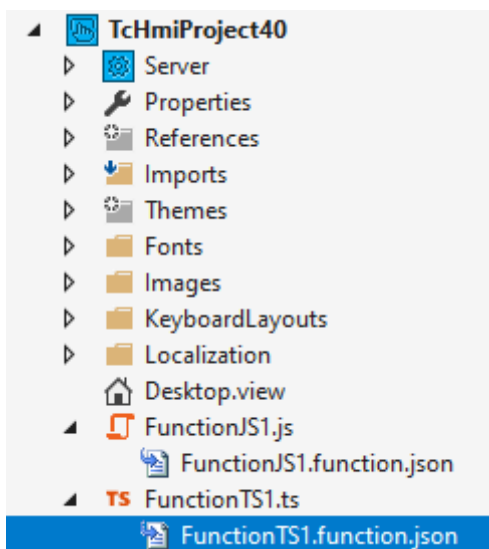 TcHmiProject40
Server
Properties
References
Imports
Themes
Fonts
Images
KeyboardLayouts
Localization
Desktop.view
FunctionJS1.js
FunctionJS1.function.json
TS FunctionTS1.ts
FunctionTS1.function.json